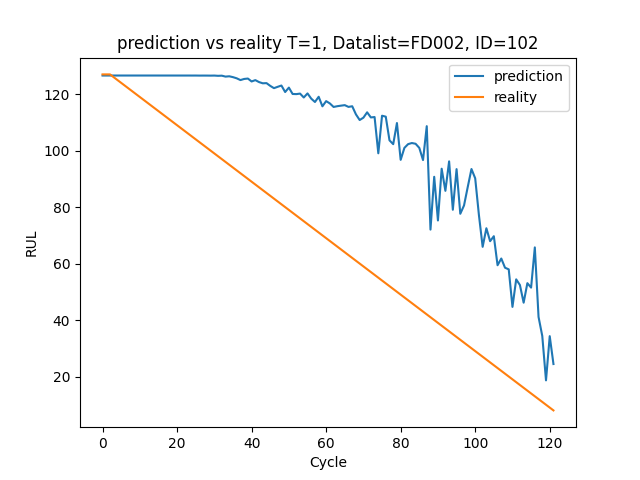 prediction vs reality T=1, Datalist=FD002, ID=102
prediction
reality
RUL
120
100
80
60
40
20
0 20 40 60 80 100 120
Cycle